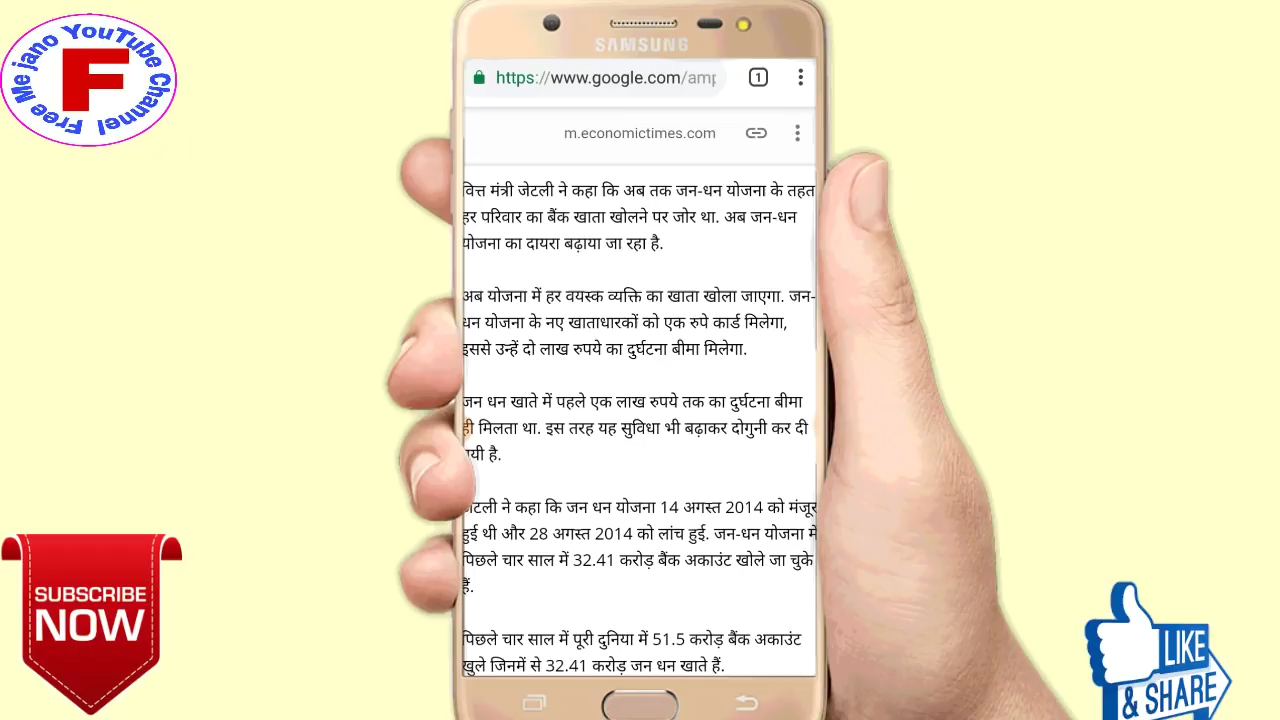 Free Me jano YouTube Channel
F
SAMSUNG
https://www.google.com/amp
1
m.economictimes.com
वित्त मंत्री जेटली ने कहा कि अब तक जन-धन योजना के तहत
हर परिवार का बैंक खाता खोलने पर जोर था. अब जन-धन
योजना का दायरा बढ़ाया जा रहा है.
अब योजना में हर वयस्क व्यक्ति का खाता खोला जाएगा. जन-
धन योजना के नए खाताधारकों को एक रुपे कार्ड मिलेगा,
इससे उन्हें दो लाख रुपये का दुर्घटना बीमा मिलेगा.
जन धन खाते में पहले एक लाख रुपये तक का दुर्घटना बीमा
ही मिलता था. इस तरह यह सुविधा भी बढ़ाकर दोगुनी कर दी
गयी है.
जेटली ने कहा कि जन धन योजना 14 अगस्त 2014 को मंजूर
हुई थी और 28 अगस्त 2014 को लांच हुई. जन-धन योजना में
पिछले चार साल में 32.41 करोड़ बैंक अकाउंट खोले जा चुके
हैं.
पिछले चार साल में पूरी दुनिया में 51.5 करोड़ बैंक अकाउंट
खुले जिनमें से 32.41 करोड़ जन धन खाते हैं.
SUBSCRIBE
NOW
LIKE
& SHARE